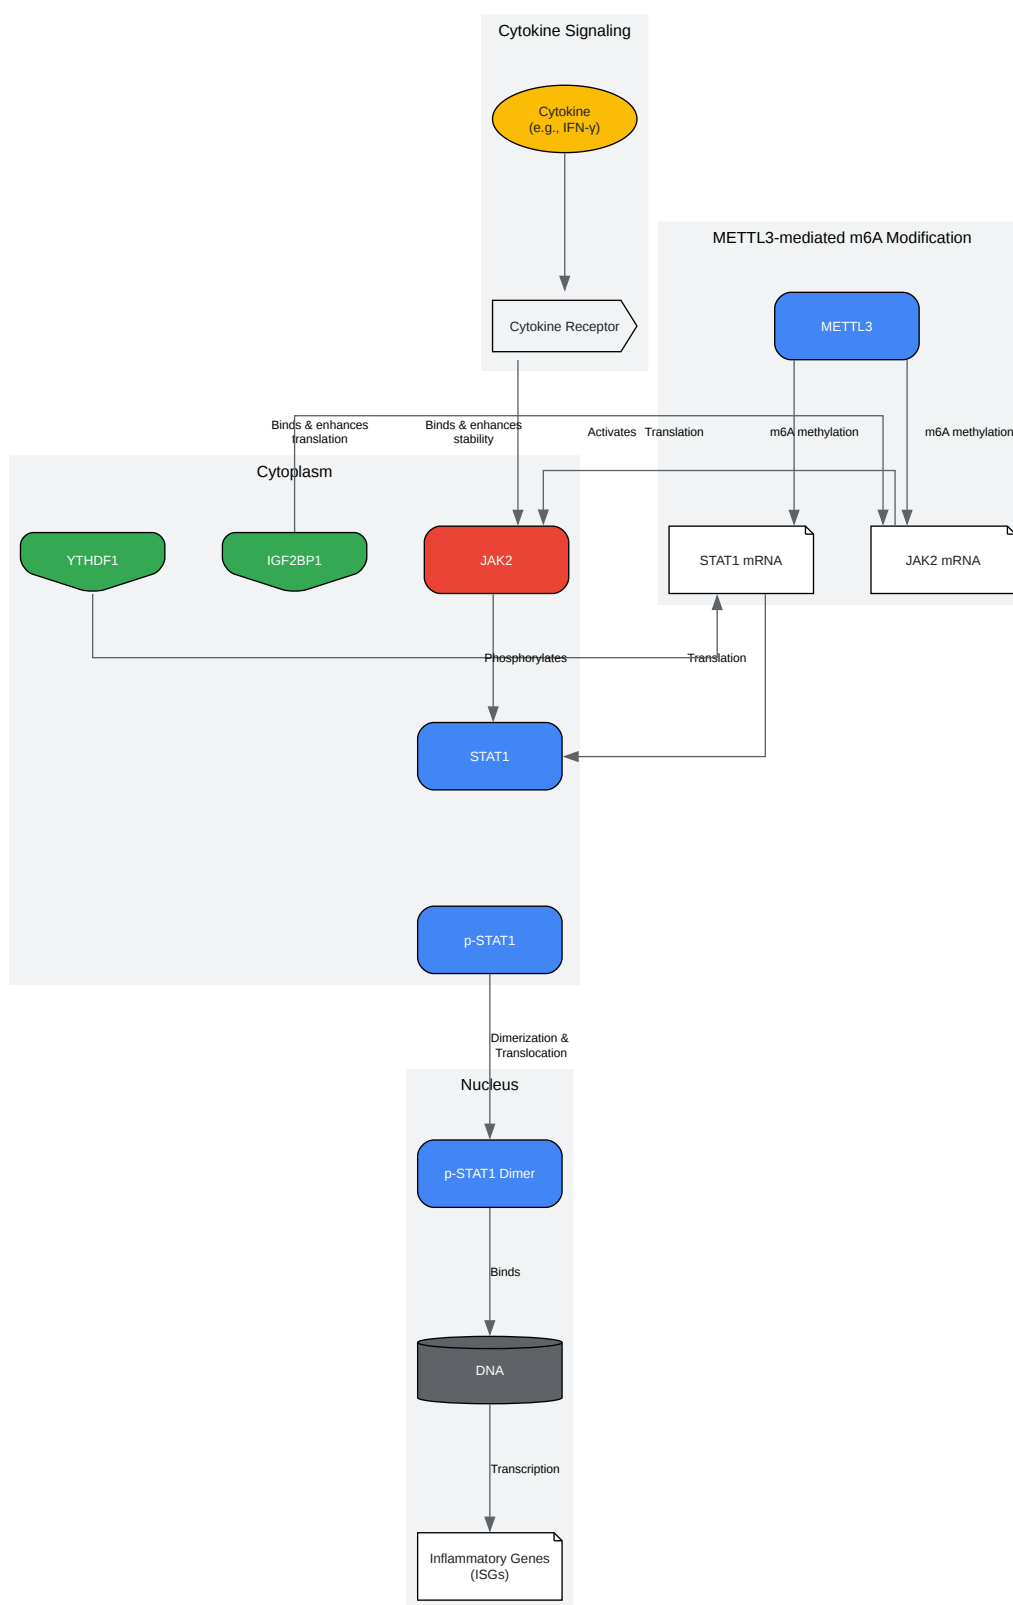 Cytokine Signaling
Cytokine
(e.g., IFN-γ)
METTL3-mediated m6A Modification
Cytokine Receptor
METTL3
Binds & enhances
translation
Binds & enhances
stability
Activates
Translation
m6A methylation
m6A methylation
Cytoplasm
YTHDF1
IGF2BP1
JAK2
STAT1 mRNA
JAK2 mRNA
Phosphorylates
Translation
STAT1
p-STAT1
Dimerization &
Translocation
Nucleus
p-STAT1 Dimer
Binds
DNA
Transcription
Inflammatory Genes
(ISGs)